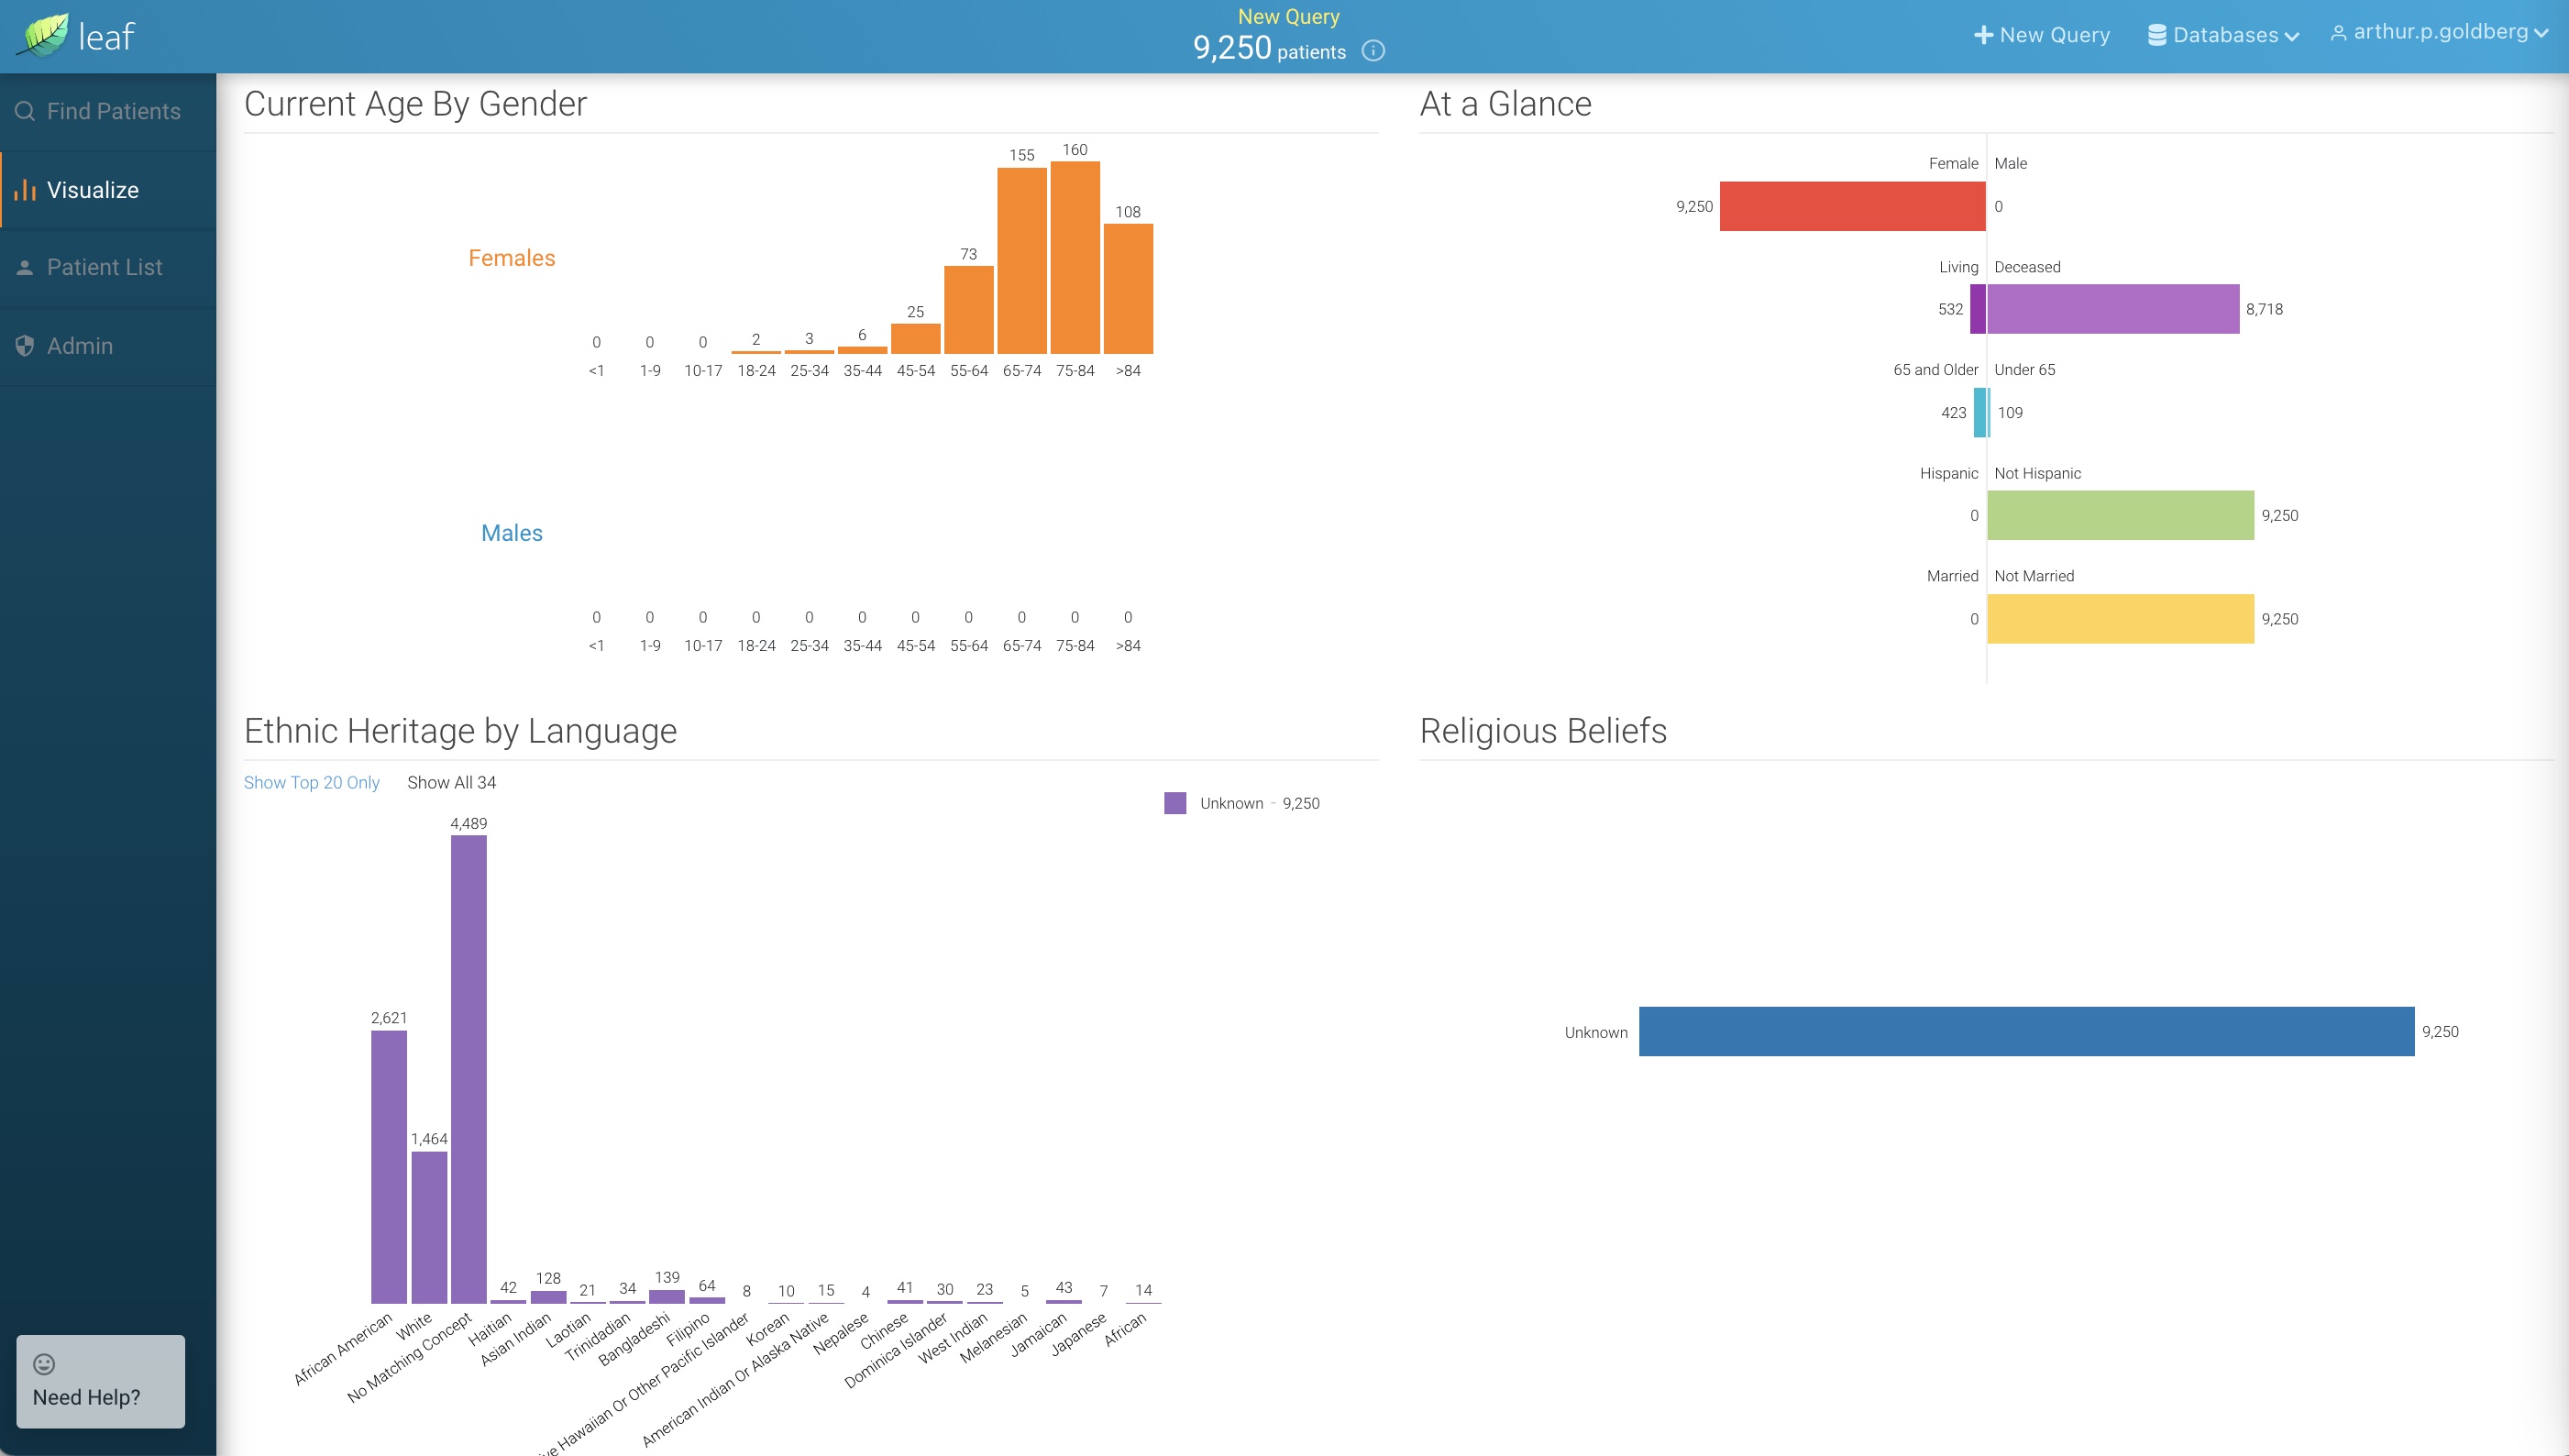 leaf
New Query
9,250 patients
New Query
Databases
arthur.p.goldberg
Find Patients
Visualize
Patient List
Admin
Need Help?
Current Age By Gender
155 160
108
73
25
0 0 0 2 3 6
Females
<1 1-9 10-17 18-24 25-34 35-44 45-54 55-64 65-74 75-84 >84
Males
0 0 0 0 0 0 0 0 0 0 0
<1 1-9 10-17 18-24 25-34 35-44 45-54 55-64 65-74 75-84 >84
At a Glance
Female Male
9,250 0
Living Deceased
532 8,718
65 and Older Under 65
423 109
Hispanic Not Hispanic
0 9,250
Married Not Married
0 9,250
Ethnic Heritage by Language
Show Top 20 Only Show All 34
Unknown - 9,250
2,621 1,464 4,489 42 128 21 34 139 64 8 10 15 4 41 30 23 5 43 7 14
African American
White
No Matching Concept
Haitian
Asian Indian
Laotian
Trinidadian
Bangladeshi
Filipino
Hawaiian Or Other Pacific Islander
Korean
American Indian Or Alaska Native
Nepalese
Chinese
Dominica Islander
West Indian
Melanesian
Jamaican
Japanese
African
Religious Beliefs
Unknown 9,250